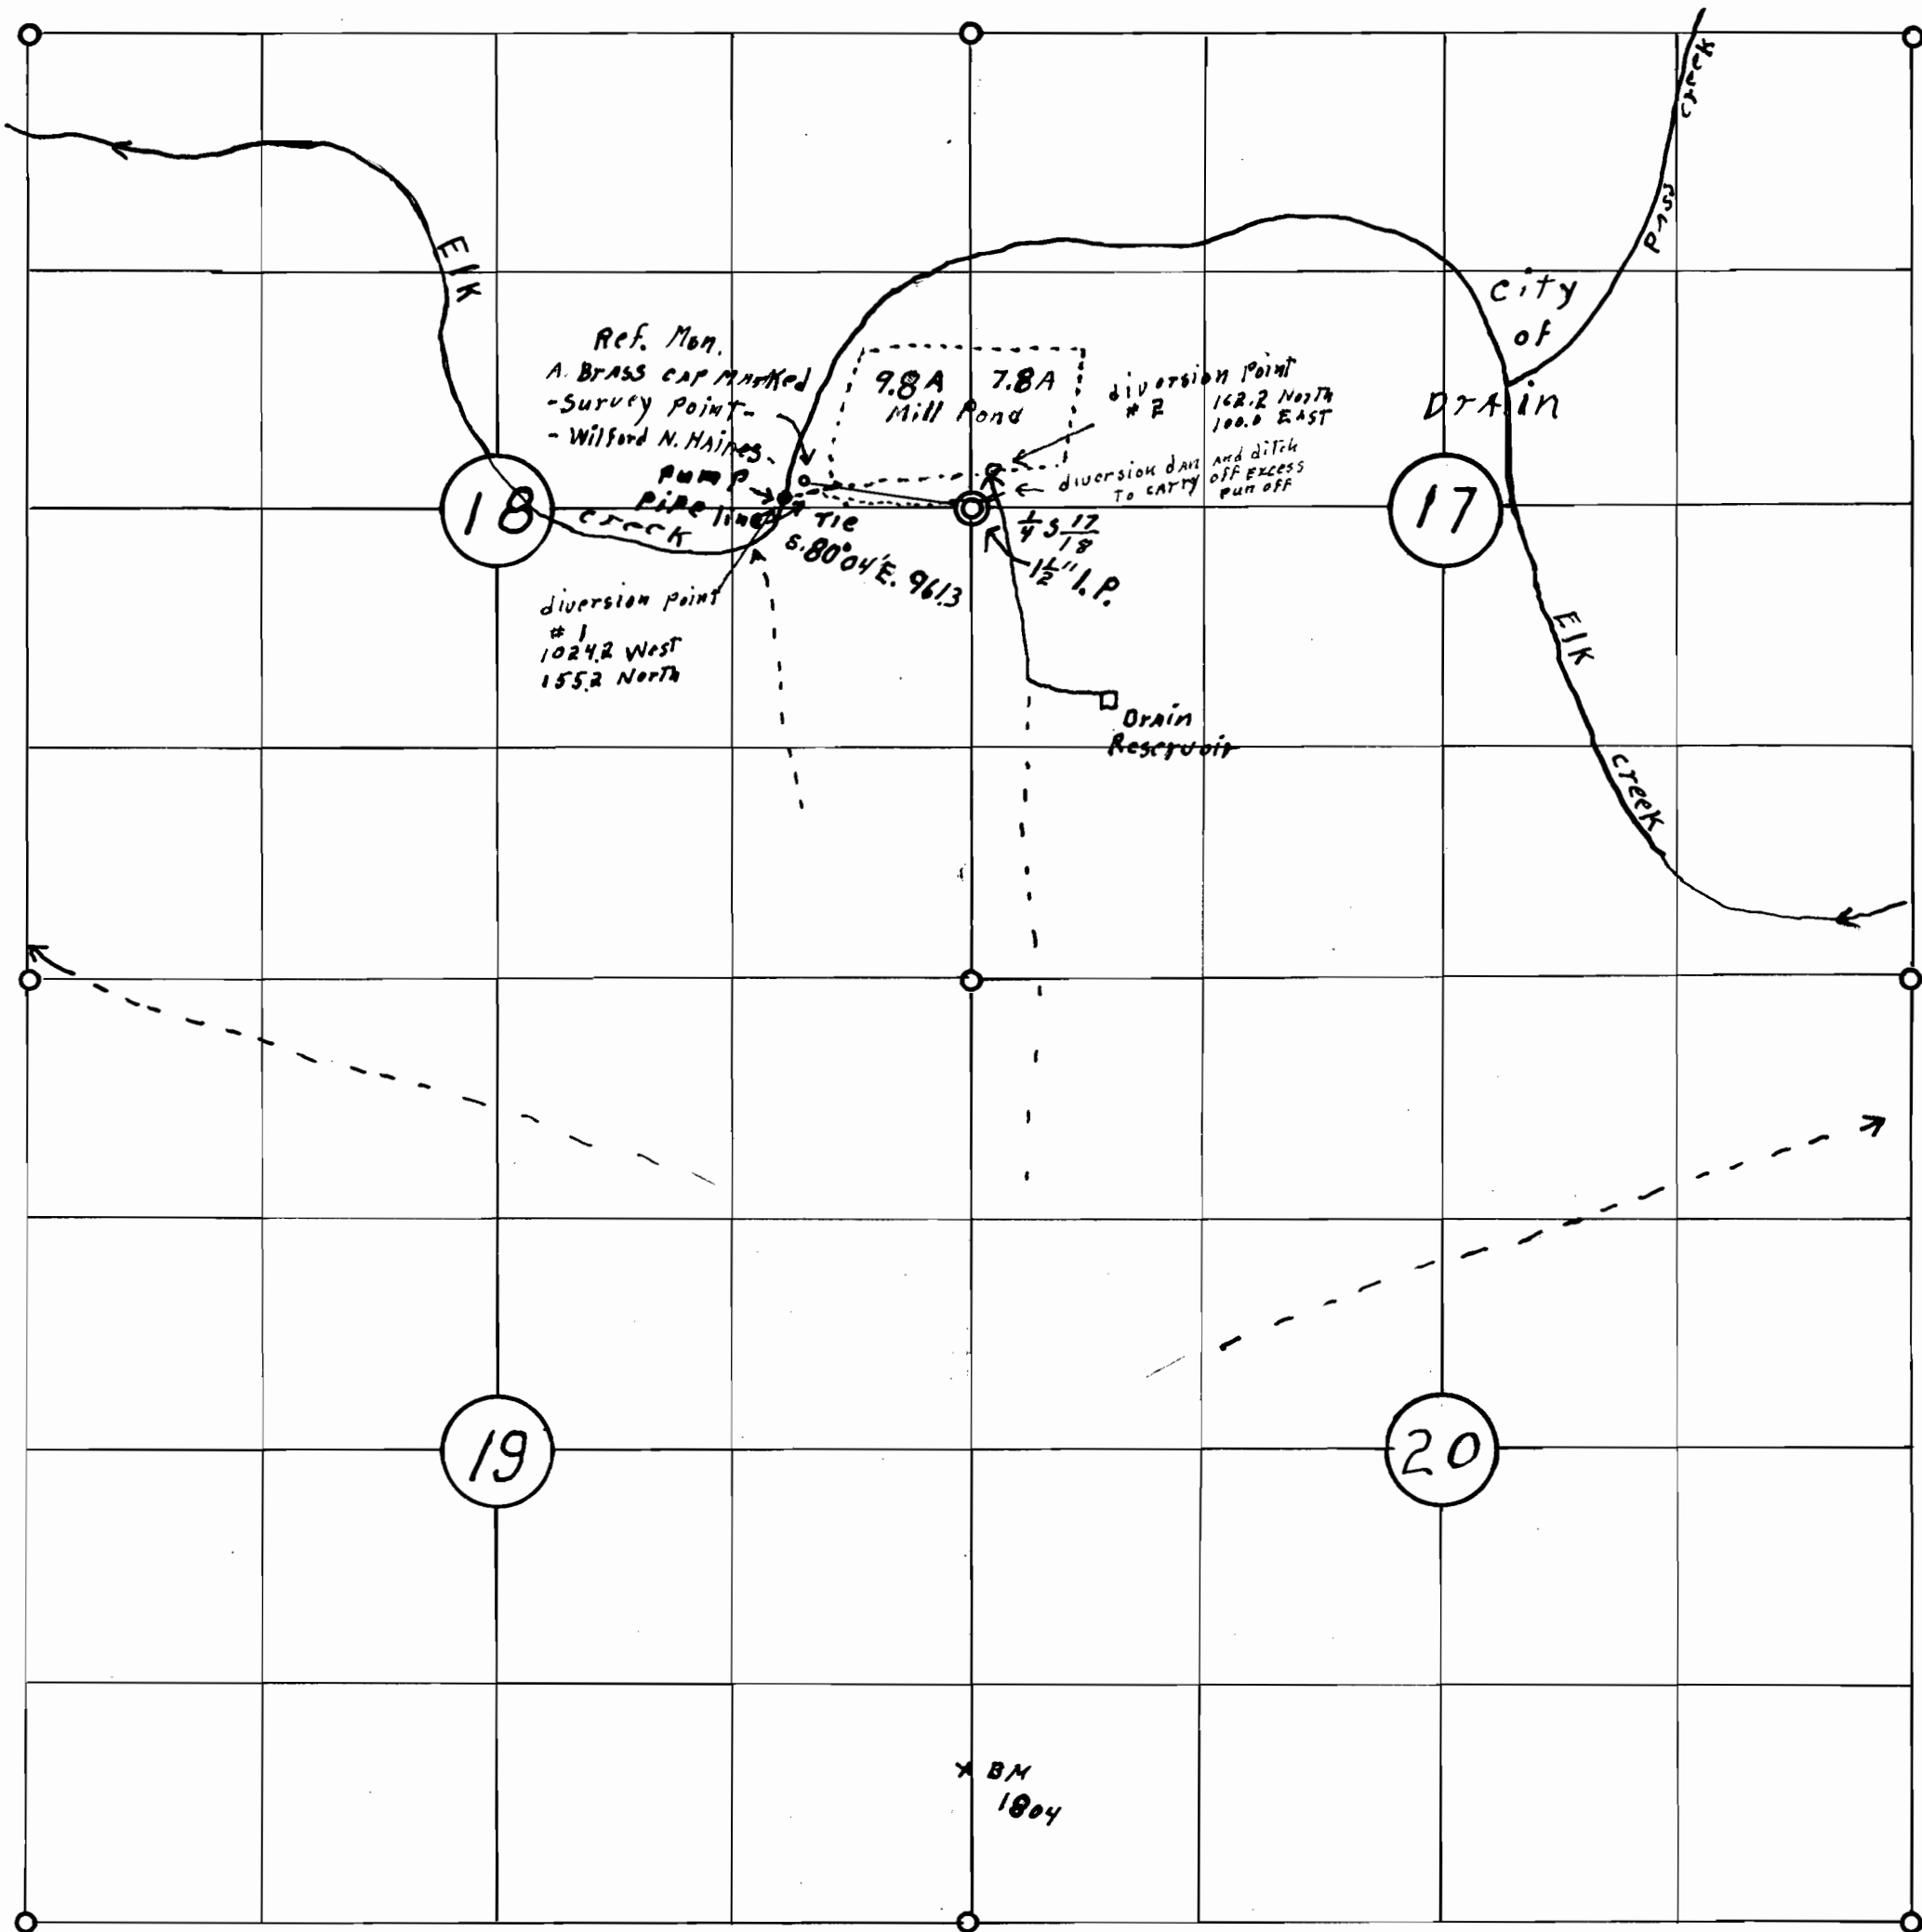 Creek
Pass
Elk
City
of
Drain
Ref. Mon.
A. Brass Cap Marked
-Survey Point-
-Wilford N. Haines.
Pump
Pipe line
9.8A 7.8A
Mill Pond
diversion Point
# 2 162.2 North
100.0 East
diversion dam and ditch
To carry off Excess
run off
18
Creek
Tie
S.80°04'E. 961.3
1/4 S 17/18
1 1/2" I.P.
17
diversion point
# 1
1024.2 West
155.2 North
Elk
Creek
Drain
Reservoir
19
20
x BM
1804